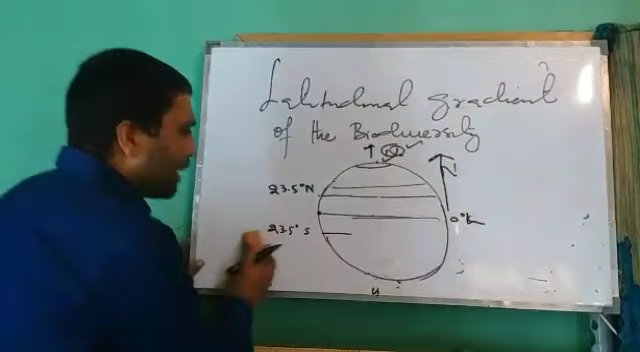 Latitudinal gradient
of the Biodiversity
23.5°N
0°
23.5° S